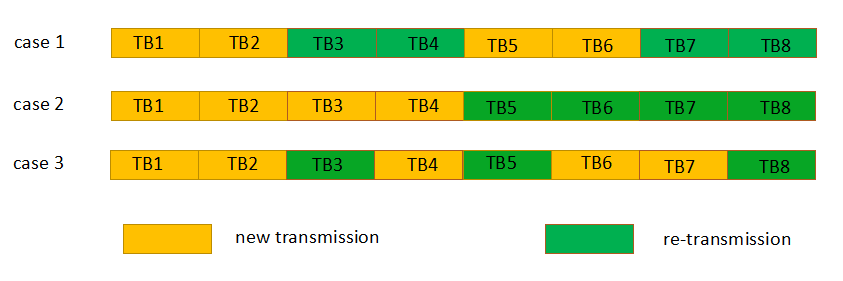 case 1 TB1 TB2 TB3 TB4 TB5 TB6 TB7 TB8
case 2 TB1 TB2 TB3 TB4 TB5 TB6 TB7 TB8
case 3 TB1 TB2 TB3 TB4 TB5 TB6 TB7 TB8
new transmission re-transmission